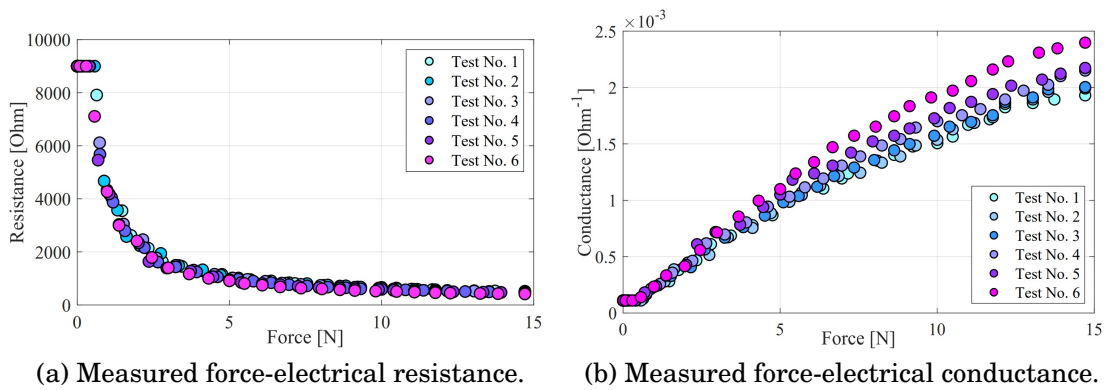 10000
8000
6000
4000
2000
0
Resistance [Ohm]
0 5 10 15
Force [N]
Test No. 1
Test No. 2
Test No. 3
Test No. 4
Test No. 5
Test No. 6
(a) Measured force-electrical resistance.
×10⁻³
2.5
2
1.5
1
0.5
0
Conductance [Ohm⁻¹]
0 5 10 15
Force [N]
Test No. 1
Test No. 2
Test No. 3
Test No. 4
Test No. 5
Test No. 6
(b) Measured force-electrical conductance.